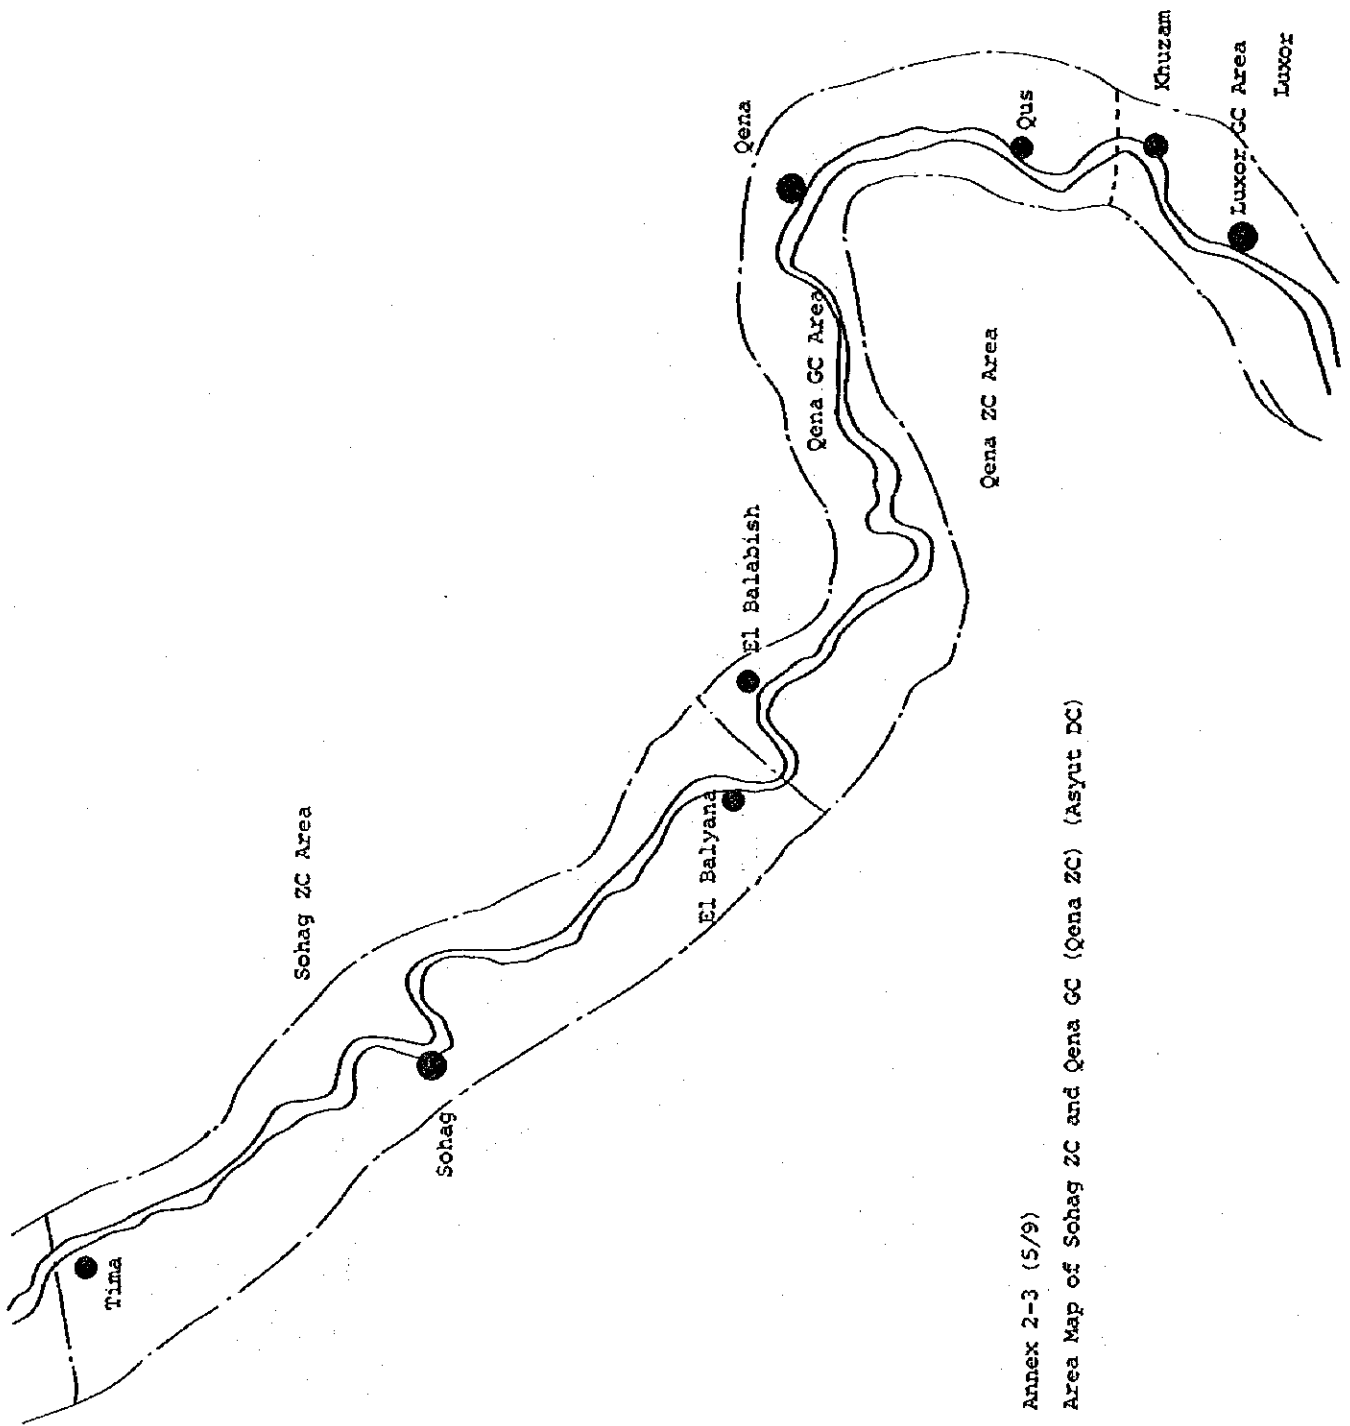 Tima
Sohag
Sohag ZC Area
El Balyana
El Balabish
Qena GC Area
Qena
Qena ZC Area
Qus
Khuzam
Luxor GC Area
Luxor
Annex 2-3 (5/9)
Area Map of Sohag ZC and Qena GC (Qena ZC) (Asyut DC)